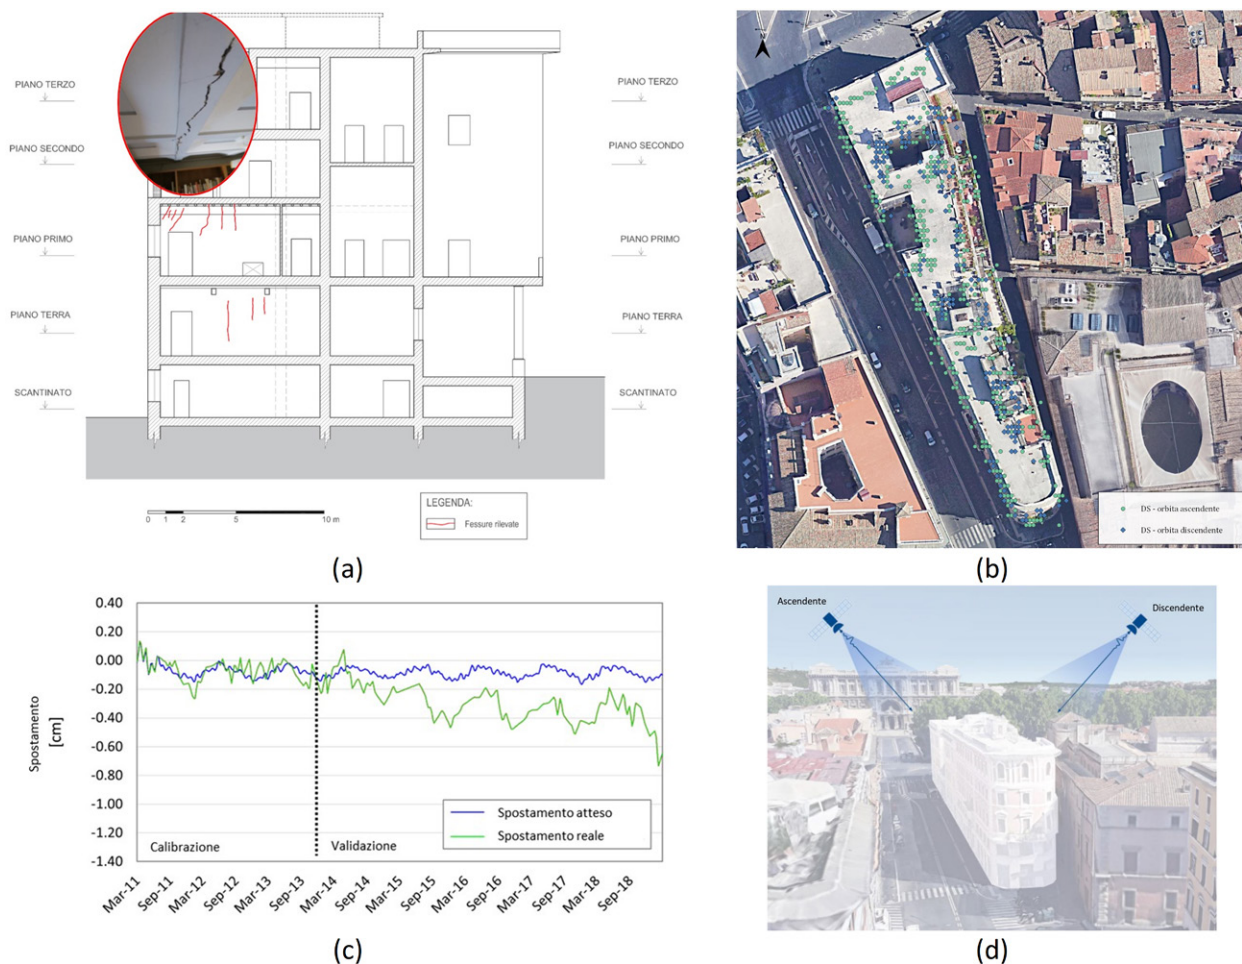 PIANO TERZO
PIANO TERZO
PIANO SECONDO
PIANO SECONDO
PIANO PRIMO
PIANO PRIMO
PIANO TERRA
PIANO TERRA
SCANTINATO
SCANTINATO
0 1 2 5 10 m
LEGENDA:
Fessure rilevate
(a)
DS - orbita ascendente
DS - orbita discendente
(b)
0.40
0.20
0.00
-0.20
-0.40
-0.60
-0.80
-1.00
-1.20
-1.40
Spostamento
[cm]
Spostamento atteso
Spostamento reale
Calibrazione
Validazione
Mar-11
Sep-11
Mar-12
Sep-12
Mar-13
Sep-13
Mar-14
Sep-14
Mar-15
Sep-15
Mar-16
Sep-16
Mar-17
Sep-17
Mar-18
Sep-18
(c)
Ascendente
Discendente
(d)